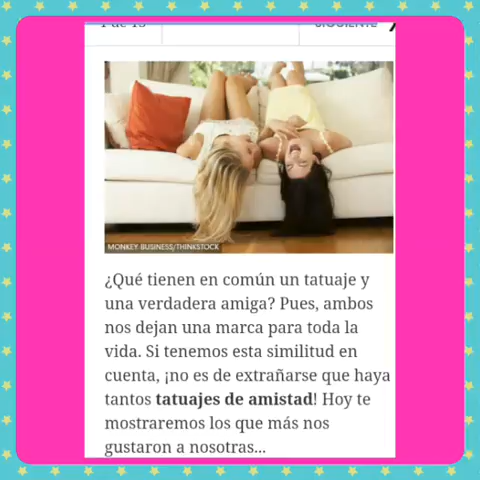 SIGUIENTE
MONKEY BUSINESS/THINKSTOCK
¿Qué tienen en común un tatuaje y
una verdadera amiga? Pues, ambos
nos dejan una marca para toda la
vida. Si tenemos esta similitud en
cuenta, ¡no es de extrañarse que haya
tantos tatuajes de amistad! Hoy te
mostraremos los que más nos
gustaron a nosotras...